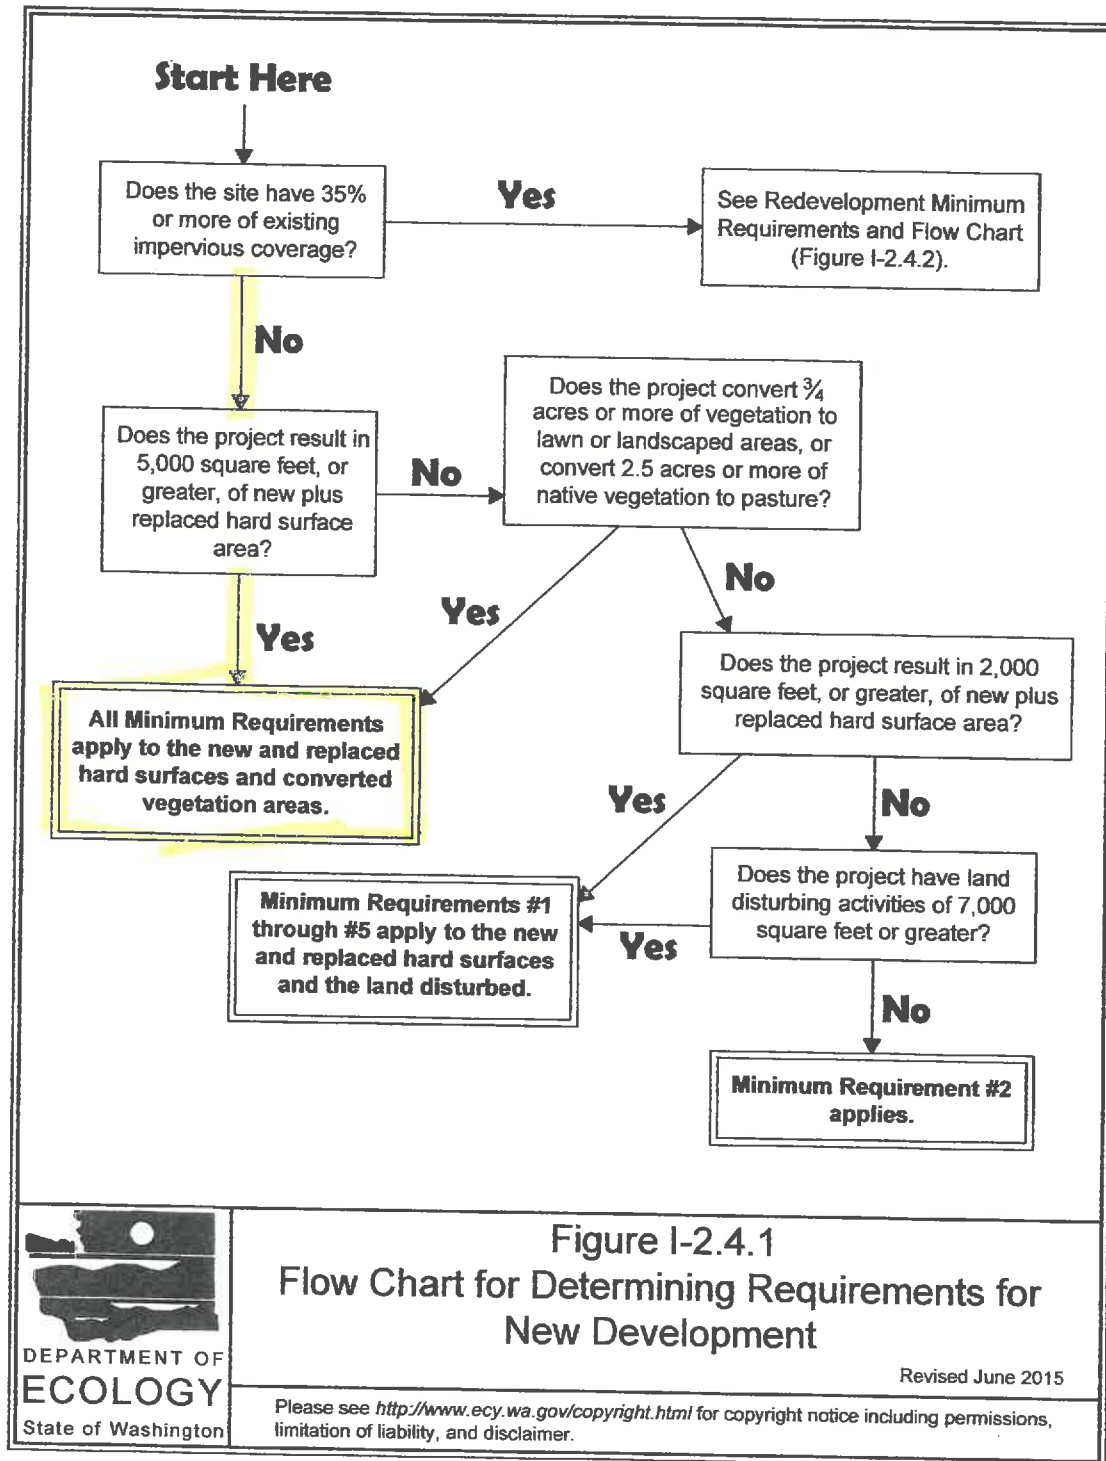 Start Here
Does the site have 35%
or more of existing
impervious coverage?
Yes
See Redevelopment Minimum
Requirements and Flow Chart
(Figure I-2.4.2).
No
Does the project result in
5,000 square feet, or
greater, of new plus
replaced hard surface
area?
No
Does the project convert ¾
acres or more of vegetation to
lawn or landscaped areas, or
convert 2.5 acres or more of
native vegetation to pasture?
Yes
Yes
No
All Minimum Requirements
apply to the new and replaced
hard surfaces and converted
vegetation areas.
Does the project result in 2,000
square feet, or greater, of new plus
replaced hard surface area?
Yes
No
Minimum Requirements #1
through #5 apply to the new
and replaced hard surfaces
and the land disturbed.
Yes
Does the project have land
disturbing activities of 7,000
square feet or greater?
No
Minimum Requirement #2
applies.
DEPARTMENT OF
ECOLOGY
State of Washington
Figure I-2.4.1
Flow Chart for Determining Requirements for
New Development
Revised June 2015
Please see http://www.ecy.wa.gov/copyright.html for copyright notice including permissions,
limitation of liability, and disclaimer.